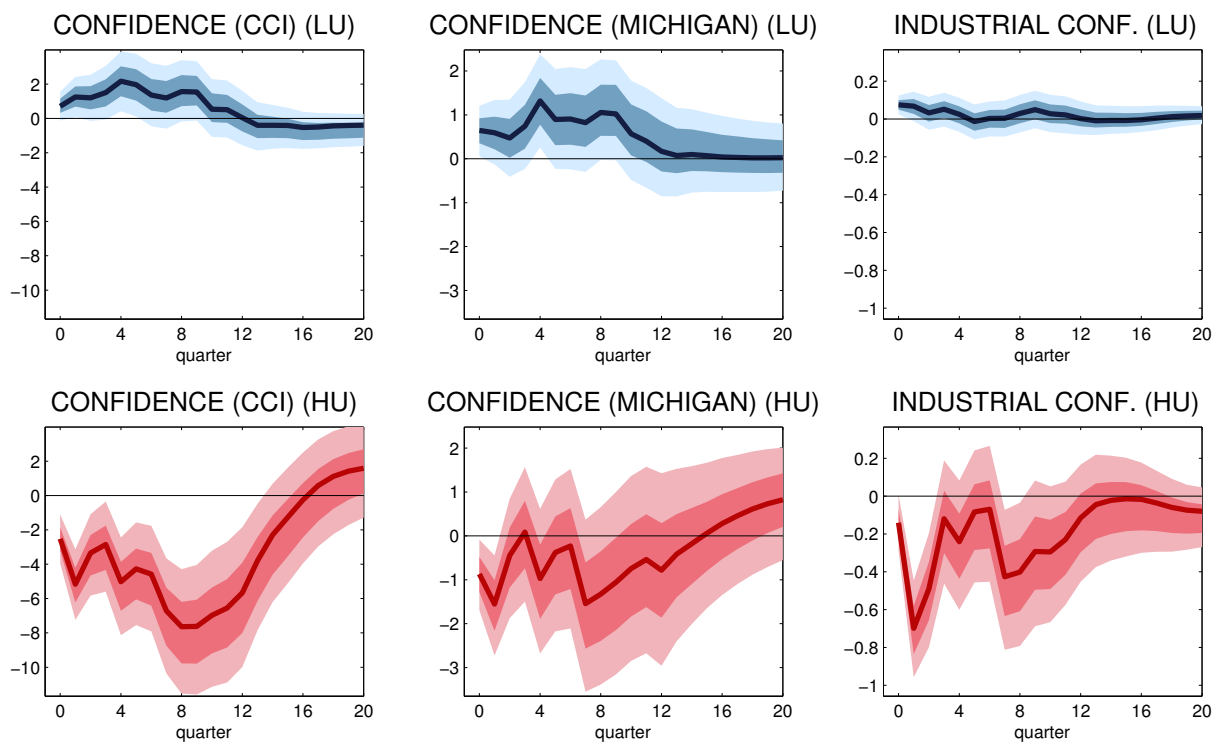 CONFIDENCE (CCI) (LU)
2
0
−2
−4
−6
−8
−10
0 4 8 12 16 20
quarter
CONFIDENCE (MICHIGAN) (LU)
2
1
0
−1
−2
−3
0 4 8 12 16 20
quarter
INDUSTRIAL CONF. (LU)
0.2
0
−0.2
−0.4
−0.6
−0.8
−1
0 4 8 12 16 20
quarter
CONFIDENCE (CCI) (HU)
2
0
−2
−4
−6
−8
−10
0 4 8 12 16 20
quarter
CONFIDENCE (MICHIGAN) (HU)
2
1
0
−1
−2
−3
0 4 8 12 16 20
quarter
INDUSTRIAL CONF. (HU)
0.2
0
−0.2
−0.4
−0.6
−0.8
−1
0 4 8 12 16 20
quarter